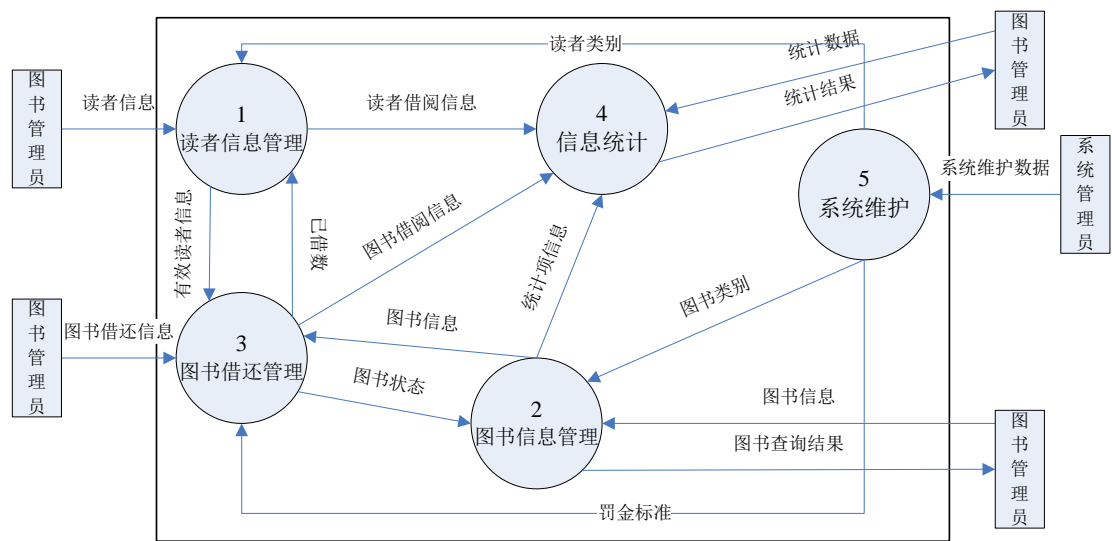 图书管理员
读者信息
1
读者信息管理
读者类别
读者借阅信息
4
信息统计
统计数据
统计结果
图书管理员
5
系统维护
系统维护数据
系统管理员
有效读者信息
已借数
图书借阅信息
统计项信息
图书类别
图书管理员
图书借还信息
3
图书借还管理
图书信息
图书状态
2
图书信息管理
图书信息
图书查询结果
图书管理员
罚金标准